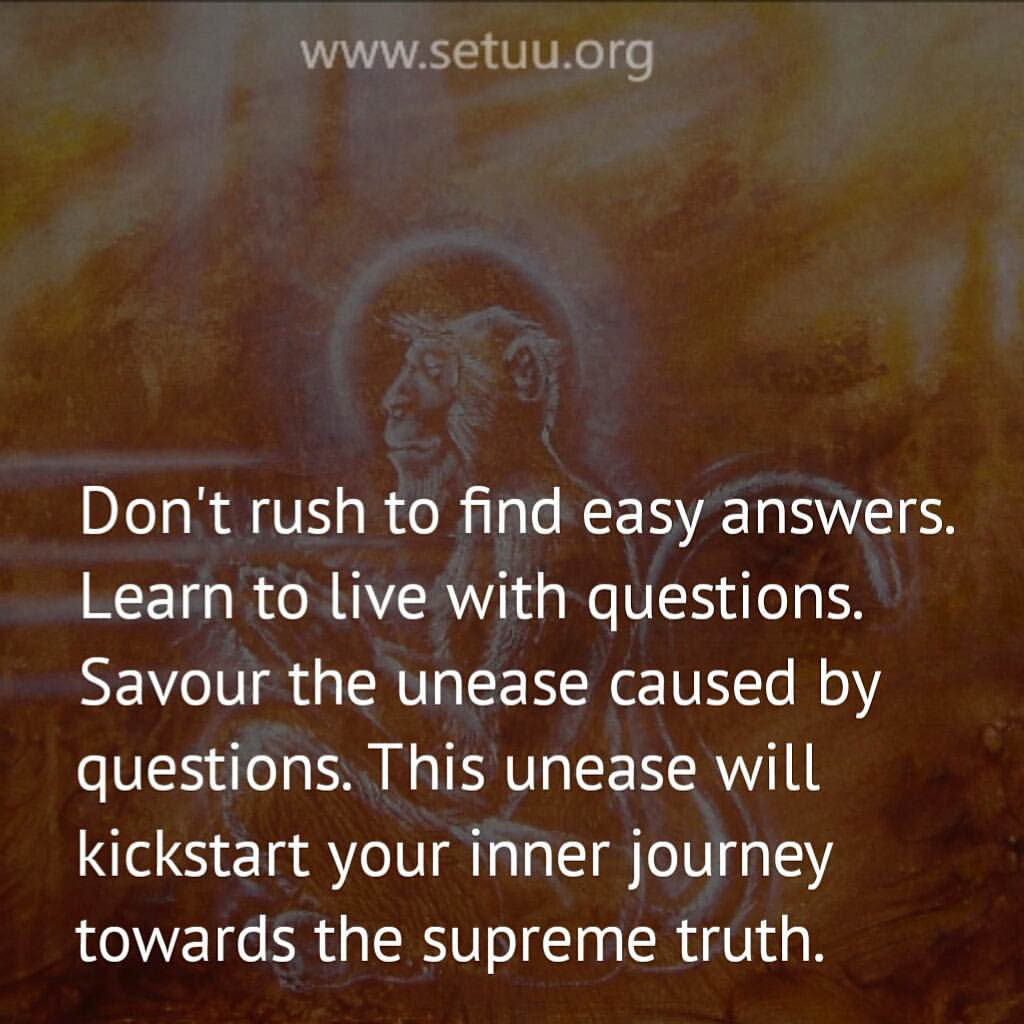 www.setuu.org
Don't rush to find easy answers.
Learn to live with questions.
Savour the unease caused by
questions. This unease will
kickstart your inner journey
towards the supreme truth.